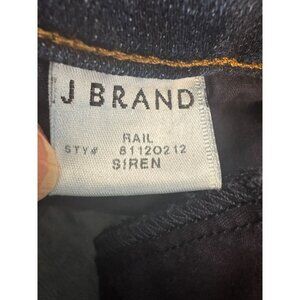 J BRAND
RAIL
STY# 81120212
SIREN